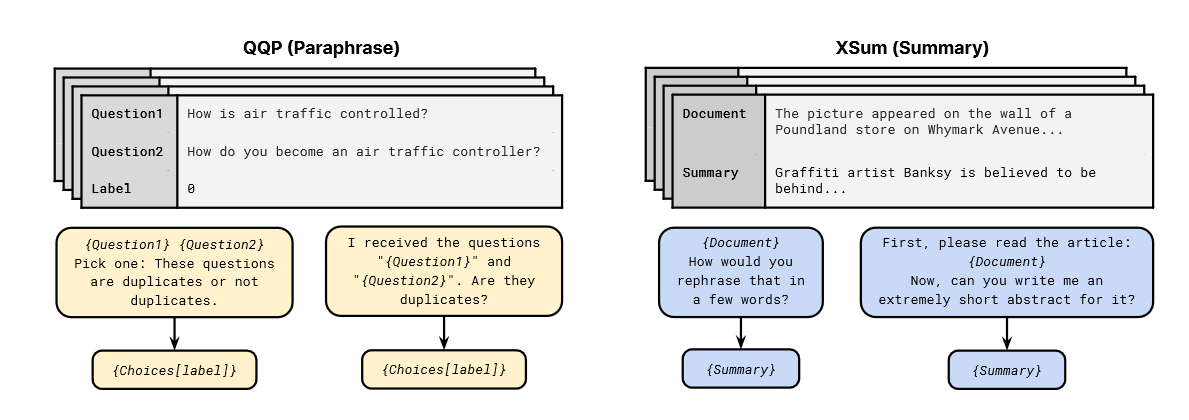 QQP (Paraphrase)
Question1 How is air traffic controlled?
Question2 How do you become an air traffic controller?
Label 0
{Question1} {Question2}
Pick one: These questions
are duplicates or not
duplicates.
{Choices[label]}
I received the questions
"{Question1}" and
"{Question2}". Are they
duplicates?
{Choices[label]}
XSum (Summary)
Document The picture appeared on the wall of a
Poundland store on Whymark Avenue...
Summary Graffiti artist Banksy is believed to be
behind...
{Document}
How would you
rephrase that in
a few words?
{Summary}
First, please read the article:
{Document}
Now, can you write me an
extremely short abstract for it?
{Summary}